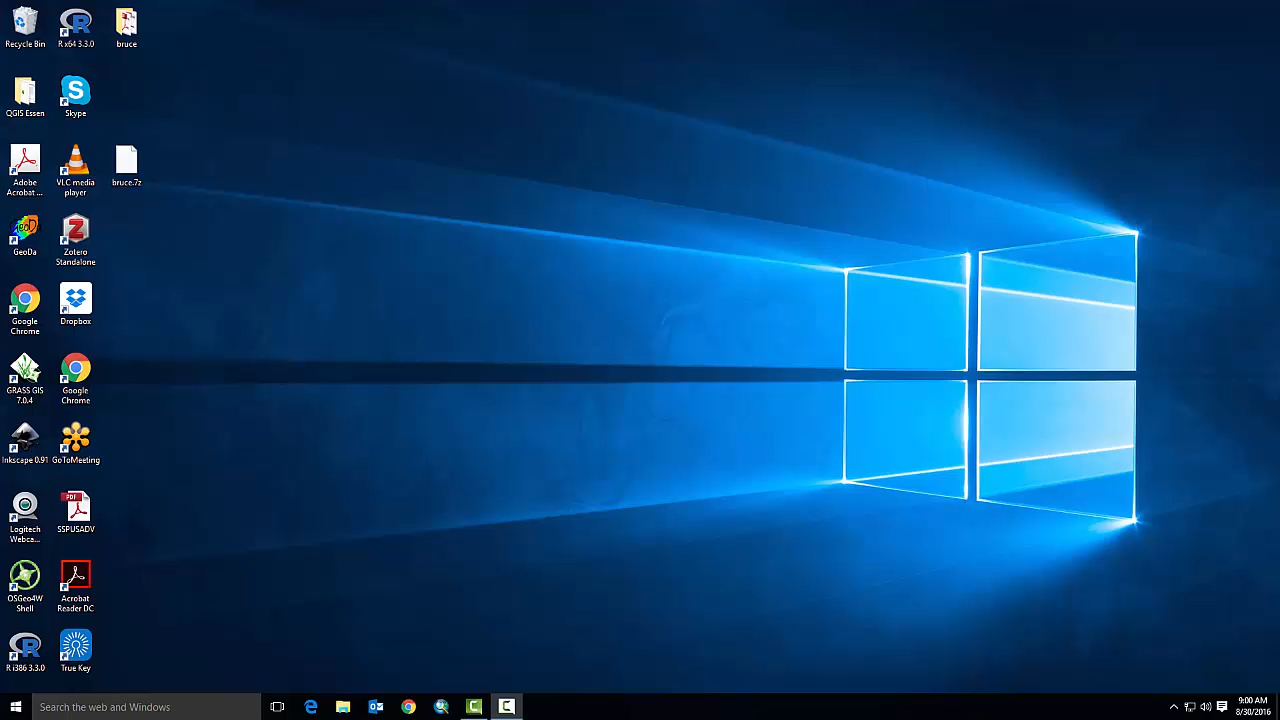 Recycle Bin
R x64 3.3.0
bruce
QGIS Essen
Skype
Adobe
Acrobat ...
VLC media
player
bruce.7z
GeoDa
Zotero
Standalone
Google
Chrome
Dropbox
GRASS GIS
7.0.4
Google
Chrome
Inkscape 0.91
GoToMeeting
Logitech
Webca...
PDF
SSPUSADV
OSGeo4W
Shell
Acrobat
Reader DC
R i386 3.3.0
True Key
Search the web and Windows
9:00 AM
8/30/2016